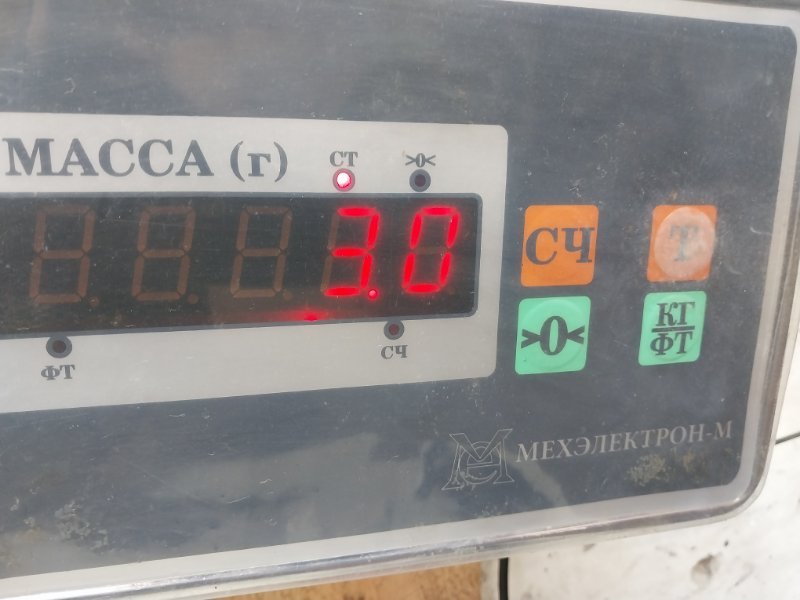 МАССА (г)
СТ
>0<
3.0
СЧ
Т
>0<
КГ
ФТ
ФТ
СЧ
МЕХЭЛЕКТРОН-М